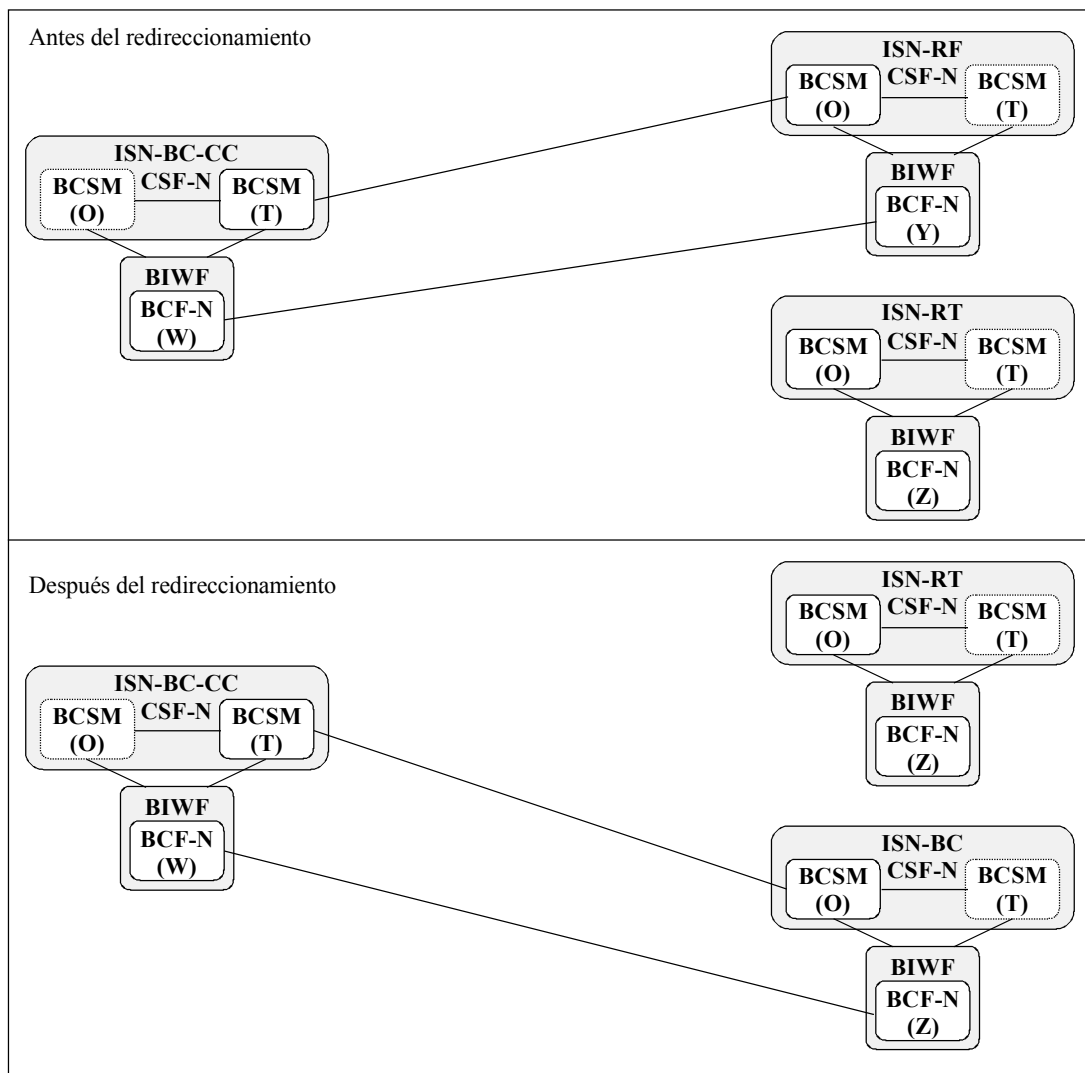 Antes del redireccionamiento
ISN-RF
CSF-N
BCSM
(O)
BCSM
(T)
BIWF
BCF-N
(Y)
ISN-BC-CC
CSF-N
BCSM
(O)
BCSM
(T)
BIWF
BCF-N
(W)
ISN-RT
CSF-N
BCSM
(O)
BCSM
(T)
BIWF
BCF-N
(Z)
Después del redireccionamiento
ISN-RT
CSF-N
BCSM
(O)
BCSM
(T)
BIWF
BCF-N
(Z)
ISN-BC-CC
CSF-N
BCSM
(O)
BCSM
(T)
BIWF
BCF-N
(W)
ISN-BC
CSF-N
BCSM
(O)
BCSM
(T)
BIWF
BCF-N
(Z)